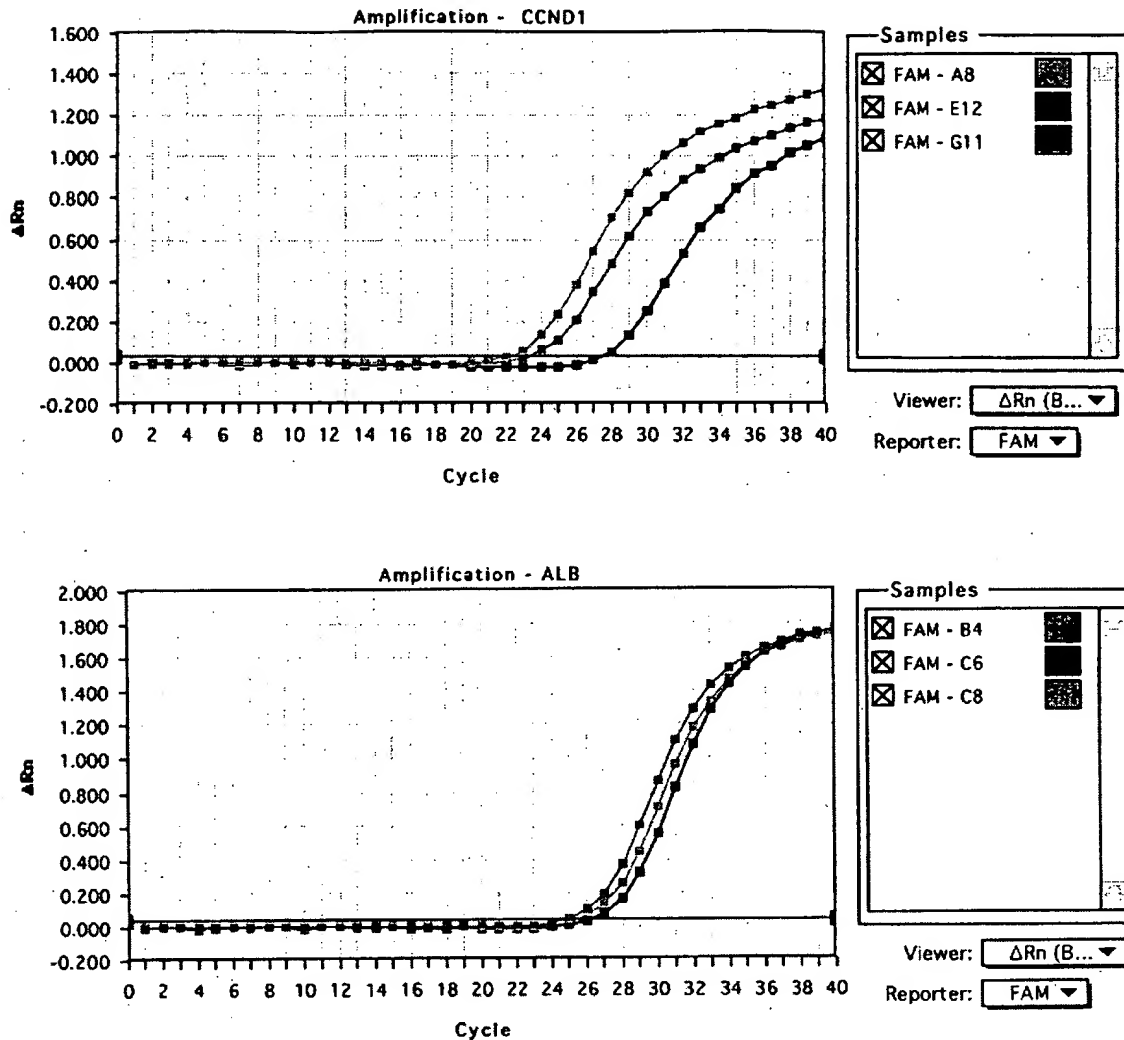 Amplification - CCND1
1.600
1.400
1.200
1.000
0.800
0.600
0.400
0.200
0.000
-0.200
ΔRn
0 2 4 6 8 10 12 14 16 18 20 22 24 26 28 30 32 34 36 38 40
Cycle
Samples
FAM - A8
FAM - E12
FAM - G11
Viewer: ΔRn (B...
Reporter: FAM
Amplification - ALB
2.000
1.800
1.600
1.400
1.200
1.000
0.800
0.600
0.400
0.200
0.000
-0.200
ΔRn
0 2 4 6 8 10 12 14 16 18 20 22 24 26 28 30 32 34 36 38 40
Cycle
Samples
FAM - B4
FAM - C6
FAM - C8
Viewer: ΔRn (B...
Reporter: FAM